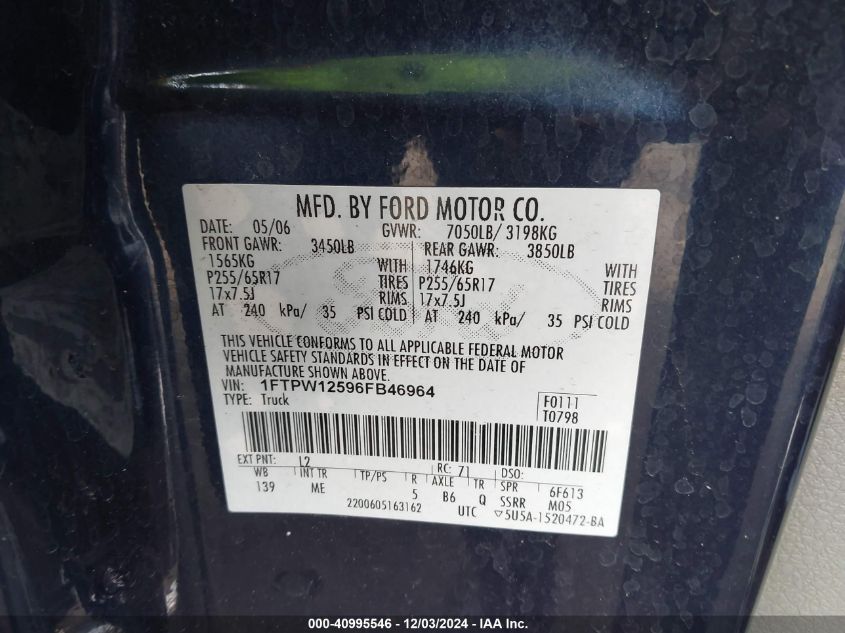 MFD. BY FORD MOTOR CO.
DATE: 05/06 GVWR: 7050LB/ 3198KG
FRONT GAWR: 3450LB REAR GAWR: 3850LB
1565KG WITH 1746KG WITH
P255/65R17 TIRES P255/65R17 TIRES
17x7.5J RIMS 17x7.5J RIMS
AT 240 kPa/ 35 PSI COLD AT 240 kPa/ 35 PSI COLD
THIS VEHICLE CONFORMS TO ALL APPLICABLE FEDERAL MOTOR
VEHICLE SAFETY STANDARDS IN EFFECT ON THE DATE OF
MANUFACTURE SHOWN ABOVE.
VIN: 1FTPW12596FB46964
TYPE: Truck
F0111
T0798
EXT PNT: L2 RC: 71 DSO:
WB INT TR TP/PS R AXLE TR SPR 6F613
139 ME 5 B6 Q SSRR M05
2200605163162 UTC ▽5U5A-1520472-BA
000-40995546 - 12/03/2024 - IAA Inc.